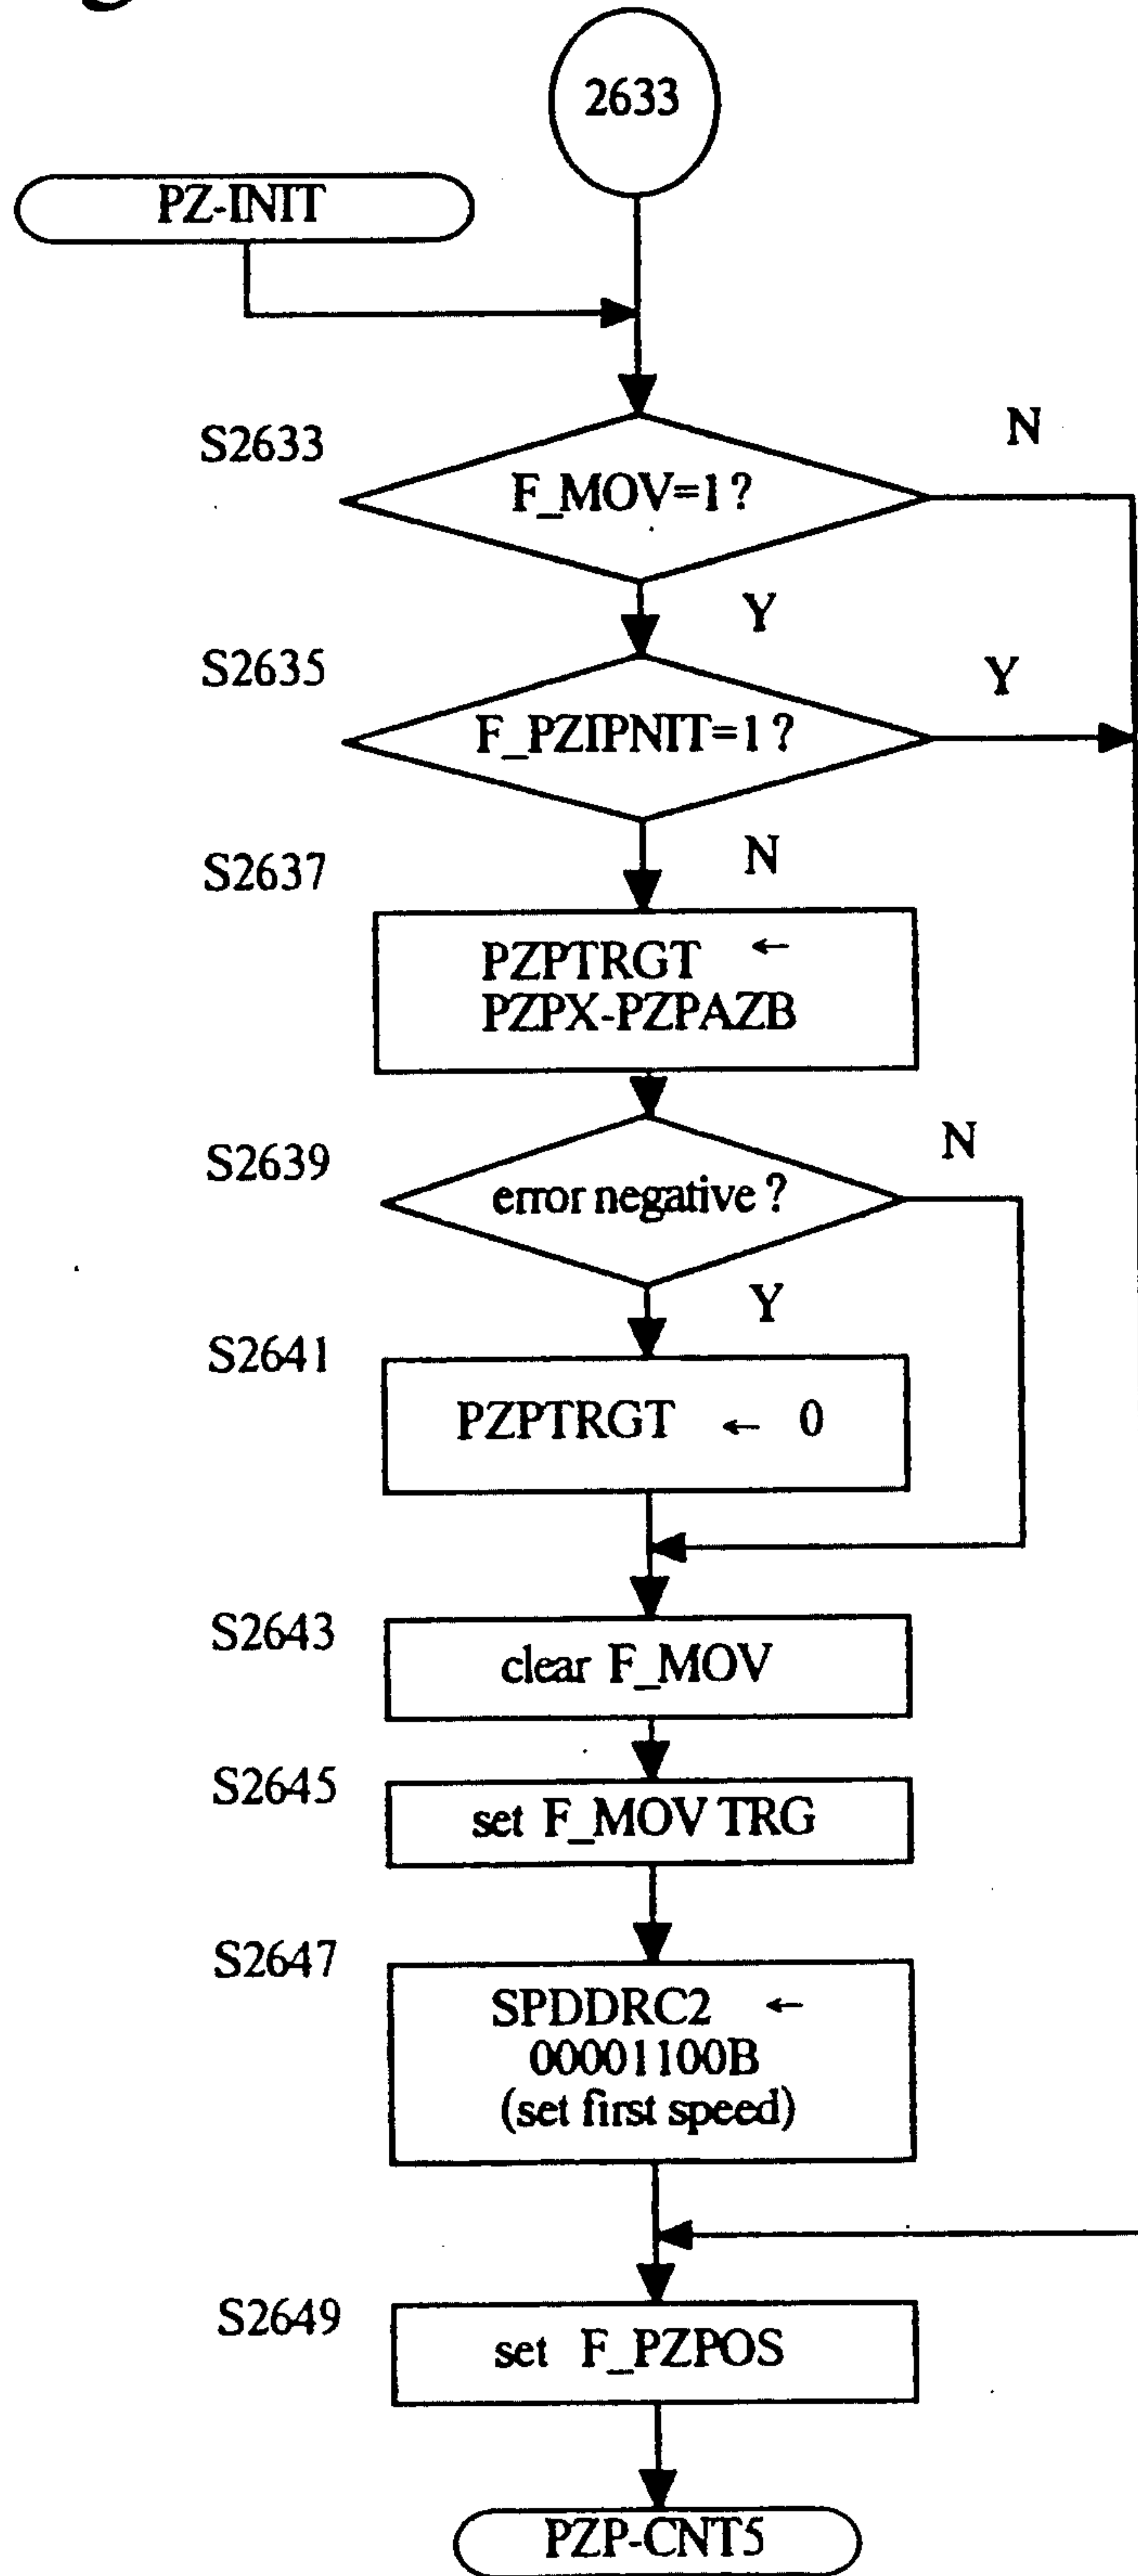 2633
PZ-INIT
S2633
F_MOV=1?
N
Y
S2635
F_PZIPNIT=1?
Y
N
S2637
PZPTRGT ←
PZPX-PZPAZB
S2639
error negative ?
N
Y
S2641
PZPTRGT ← 0
S2643
clear F_MOV
S2645
set F_MOV TRG
S2647
SPDDRC2 ←
00001100B
(set first speed)
S2649
set F_PZPOS
PZP-CNT5